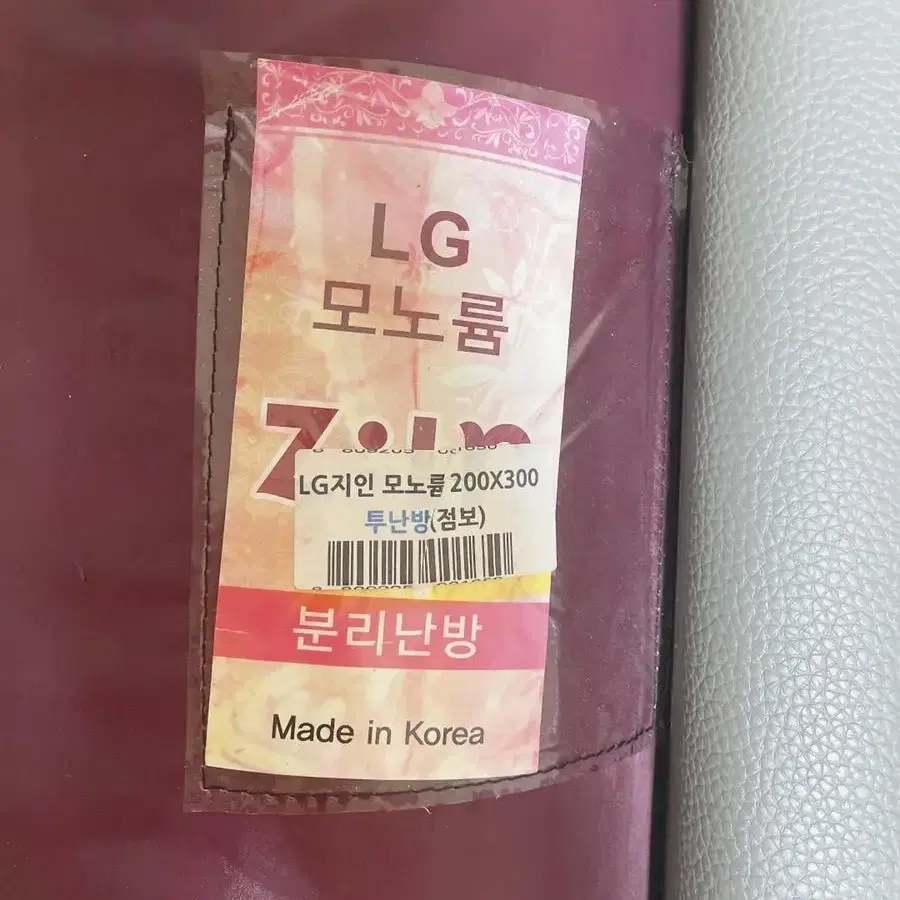 LG
모노륨
LG지인 모노륨 200X300
투난방(점보)
분리난방
Made in Korea